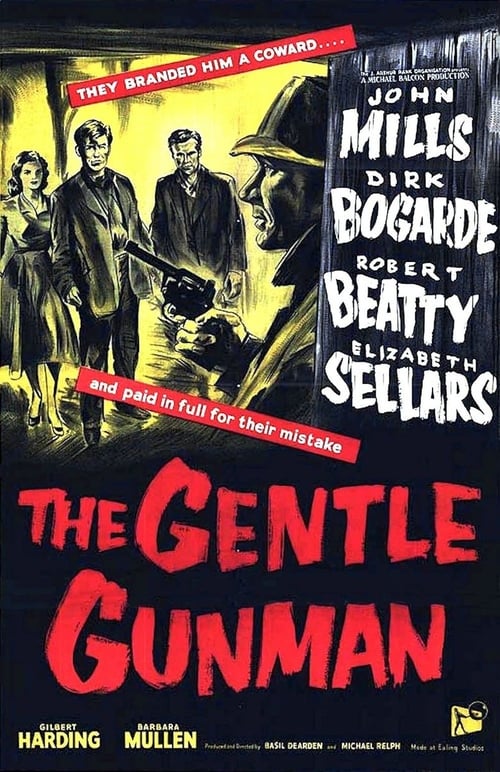 THEY BRANDED HIM A COWARD....
THE J. ARTHUR RANK ORGANISATION presents
A MICHAEL BALCON PRODUCTION
JOHN
MILLS
DIRK
BOGARDE
ROBERT
BEATTY
ELIZABETH
SELLARS
and paid in full for their mistake
THE GENTLE
GUNMAN
GILBERT
HARDING
BARBARA
MULLEN
Produced and Directed by BASIL DEARDEN and MICHAEL RELPH Made at Ealing Studios